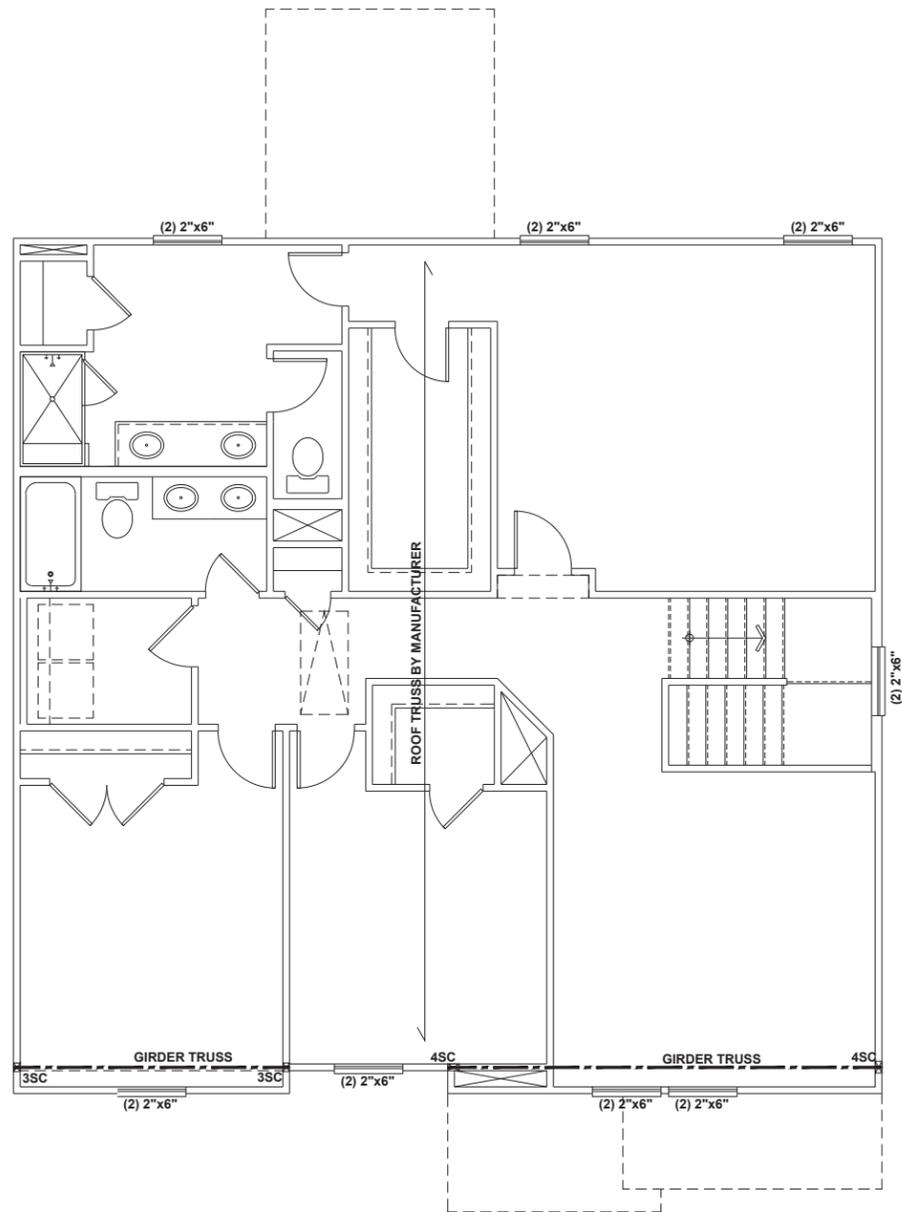 (2) 2"x6"
(2) 2"x6"
(2) 2"x6"
ROOF TRUSS BY MANUFACTURER
(2) 2"x6"
GIRDER TRUSS
4SC
GIRDER TRUSS
4SC
3SC
3SC
(2) 2"x6"
(2) 2"x6"
(2) 2"x6"
(2) 2"x6"